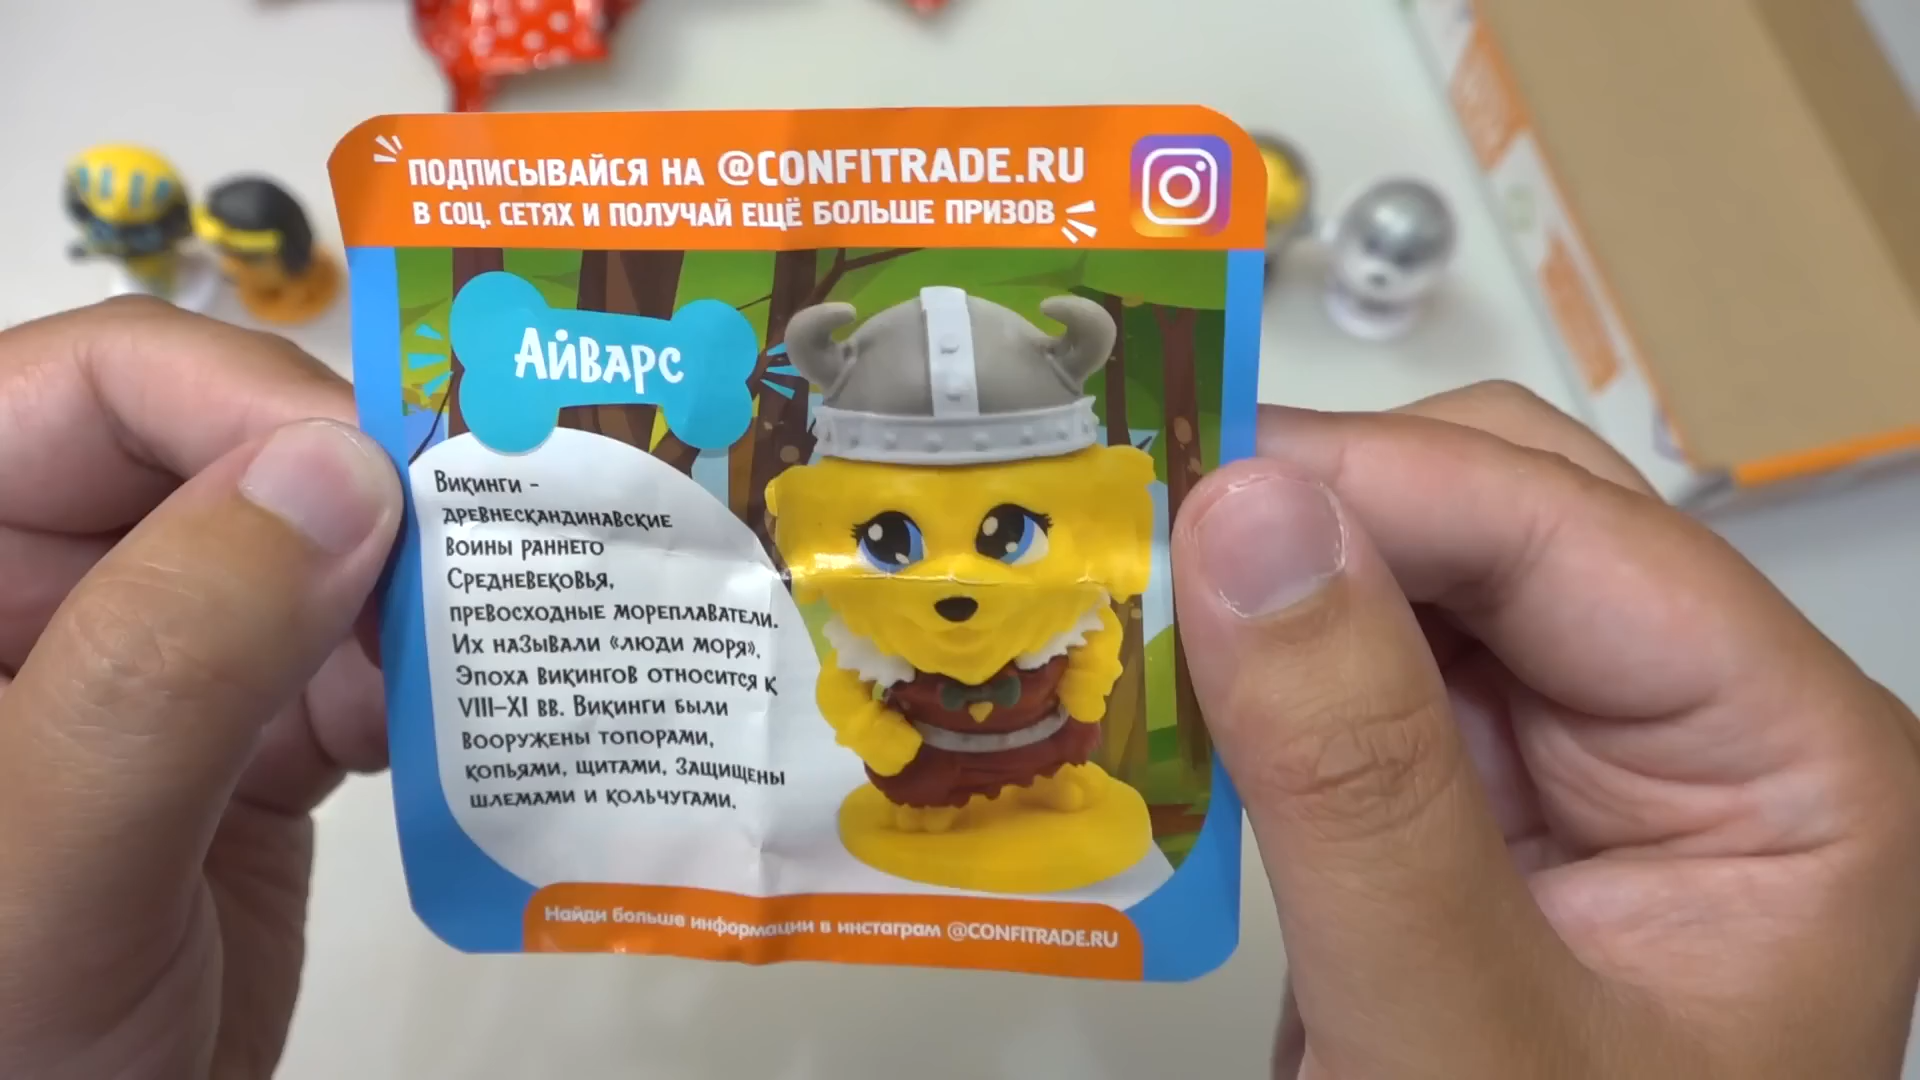 ПОДПИСЫВАЙСЯ НА @CONFITRADE.RU
В СОЦ. СЕТЯХ И ПОЛУЧАЙ ЕЩЁ БОЛЬШЕ ПРИЗОВ
АЙВАРС
Викинги -
древнескандинавские
воины раннего
Средневековья,
превосходные мореплаватели.
Их называли «люди моря».
Эпоха викингов относится к
VIII–XI вв. Викинги были
вооружены топорами,
копьями, щитами, защищены
шлемами и кольчугами.
Найди больше информации в инстаграм @CONFITRADE.RU